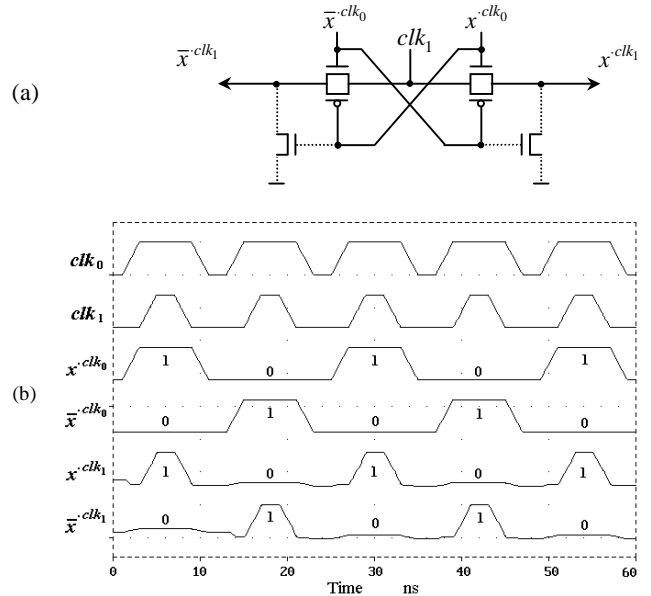 x̄·clk₀ x·clk₀
x̄·clk₁ clk₁ x·clk₁
(a)
clk₀
clk₁
x·clk₀ 1 0 1 0 1
(b)
x̄·clk₀ 0 1 0 1 0
x·clk₁ 1 0 1 0 1
x̄·clk₁ 0 1 0 1 0
0 10 20 30 40 50 60
Time ns